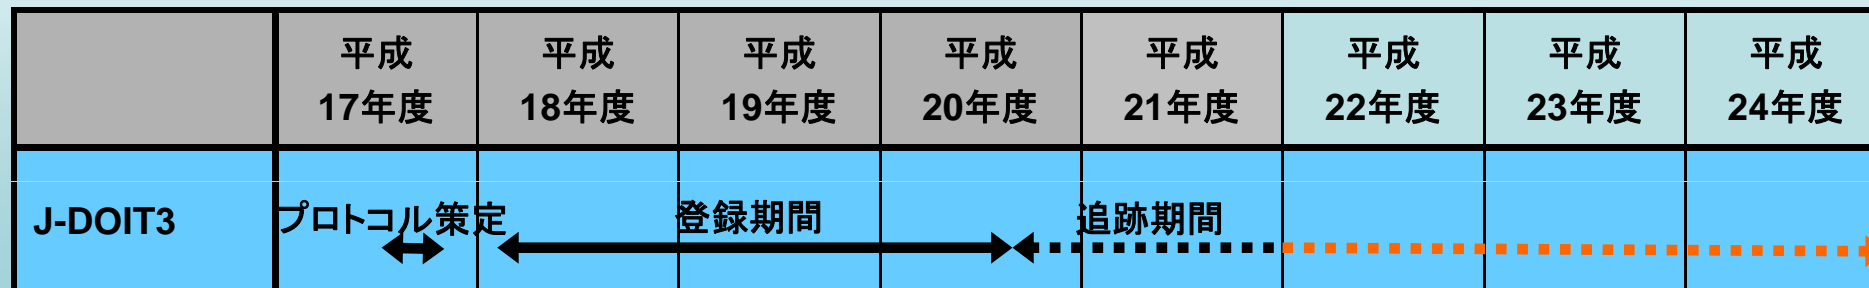 平成 平成 平成 平成 平成 平成 平成 平成
17年度 18年度 19年度 20年度 21年度 22年度 23年度 24年度
J-DOIT3 プロトコル策定 登録期間 追跡期間